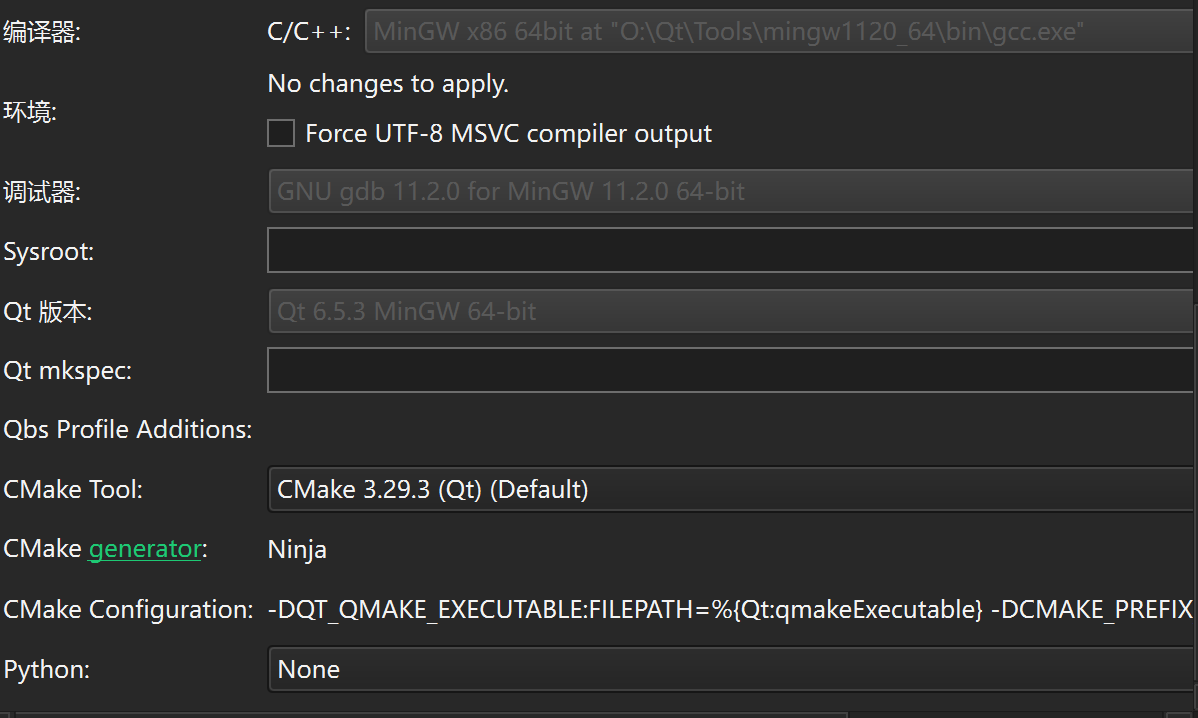 编译器: C/C++: MinGW x86 64bit at "O:\Qt\Tools\mingw1120_64\bin\gcc.exe"
No changes to apply.
环境:
Force UTF-8 MSVC compiler output
调试器: GNU gdb 11.2.0 for MinGW 11.2.0 64-bit
Sysroot:
Qt 版本: Qt 6.5.3 MinGW 64-bit
Qt mkspec:
Qbs Profile Additions:
CMake Tool: CMake 3.29.3 (Qt) (Default)
CMake generator: Ninja
CMake Configuration: -DQT_QMAKE_EXECUTABLE:FILEPATH=%{Qt:qmakeExecutable} -DCMAKE_PREFIX
Python: None